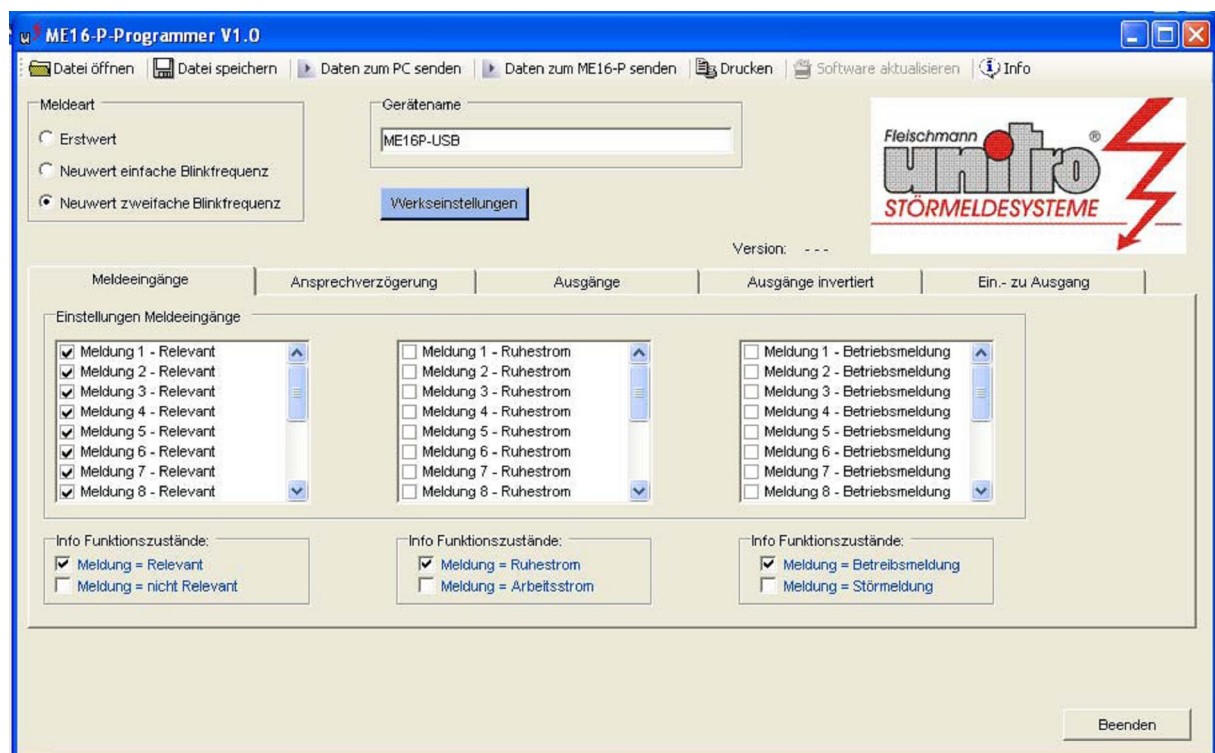 ME16-P-Programmer V1.0
Datei öffnen Datei speichern Daten zum PC senden Daten zum ME16-P senden Drucken Software aktualisieren Info
Meldeart
Erstwert
Neuwert einfache Blinkfrequenz
Neuwert zweifache Blinkfrequenz
Gerätename
ME16P-USB
Werkseinstellungen
Fleischmann
unitro ®
STÖRMELDESYSTEME
Version: - - -
Meldeeingänge Ansprechverzögerung Ausgänge Ausgänge invertiert Ein.- zu Ausgang
Einstellungen Meldeeingänge
Meldung 1 - Relevant
Meldung 2 - Relevant
Meldung 3 - Relevant
Meldung 4 - Relevant
Meldung 5 - Relevant
Meldung 6 - Relevant
Meldung 7 - Relevant
Meldung 8 - Relevant
Meldung 1 - Ruhestrom
Meldung 2 - Ruhestrom
Meldung 3 - Ruhestrom
Meldung 4 - Ruhestrom
Meldung 5 - Ruhestrom
Meldung 6 - Ruhestrom
Meldung 7 - Ruhestrom
Meldung 8 - Ruhestrom
Meldung 1 - Betriebsmeldung
Meldung 2 - Betriebsmeldung
Meldung 3 - Betriebsmeldung
Meldung 4 - Betriebsmeldung
Meldung 5 - Betriebsmeldung
Meldung 6 - Betriebsmeldung
Meldung 7 - Betriebsmeldung
Meldung 8 - Betriebsmeldung
Info Funktionszustände:
Meldung = Relevant
Meldung = nicht Relevant
Info Funktionszustände:
Meldung = Ruhestrom
Meldung = Arbeitsstrom
Info Funktionszustände:
Meldung = Betreibsmeldung
Meldung = Störmeldung
Beenden